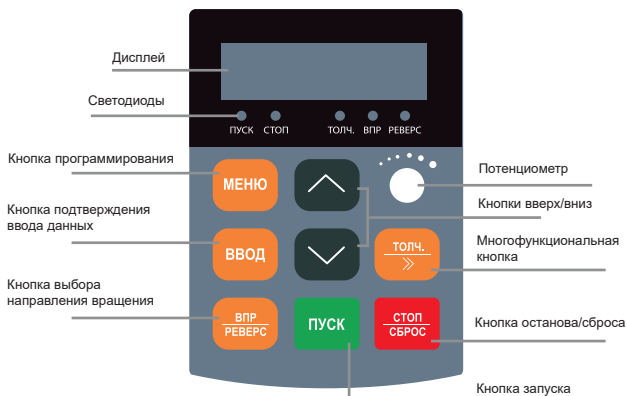 Дисплей
Светодиоды
ПУСК СТОП ТОЛЧ. ВПР РЕВЕРС
Кнопка программирования
МЕНЮ
Потенциометр
Кнопки вверх/вниз
Кнопка подтверждения
ввода данных
ВВОД
ТОЛЧ.
Многофункциональная
кнопка
Кнопка выбора
направления вращения
ВПР
РЕВЕРС
ПУСК
СТОП
СБРОС
Кнопка останова/сброса
Кнопка запуска